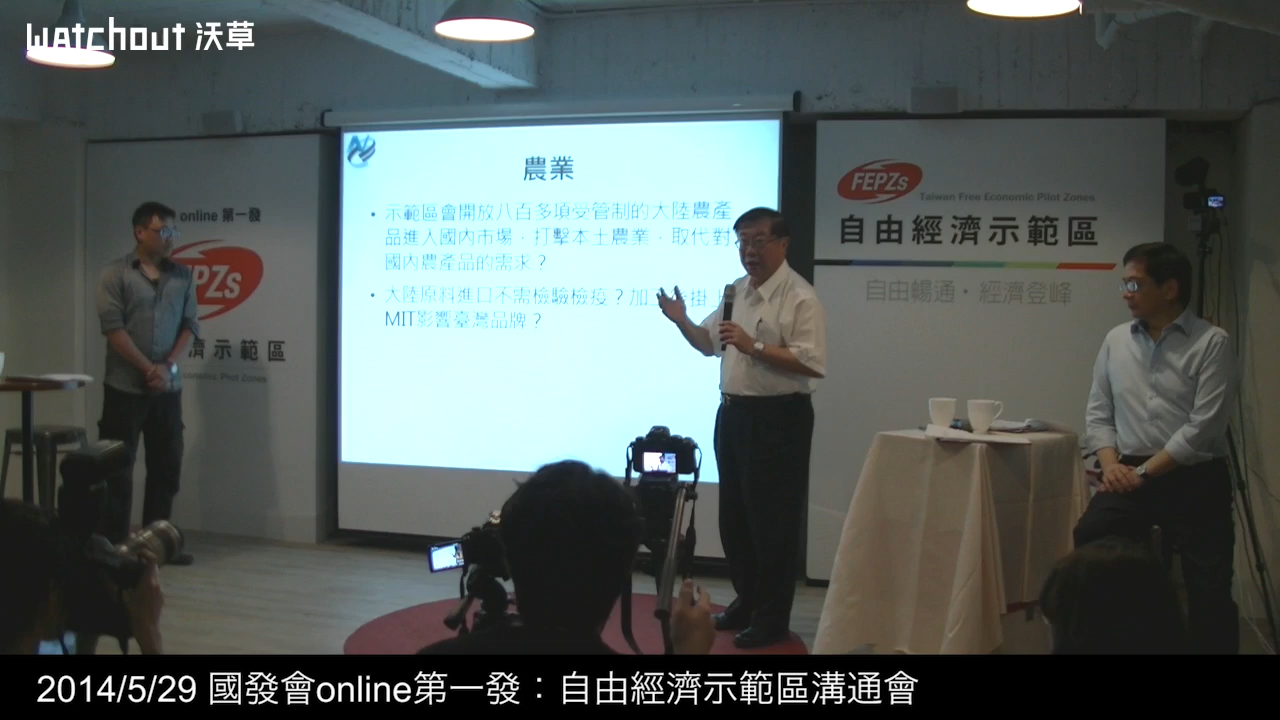 watchout 沃草
農業
• 示範區會開放八百多項受管制的大陸農產
品進入國內市場，打擊本土農業，取代對
國內農產品的需求？
• 大陸原料進口不需檢驗檢疫？加工
掛
MIT影響臺灣品牌？
online 第一發
FEPZs
濟示範區
FEPZs
Taiwan Free Economic Pilot Zones
自由經濟示範區
自由暢通・經濟登峰
2014/5/29 國發會online第一發：自由經濟示範區溝通會